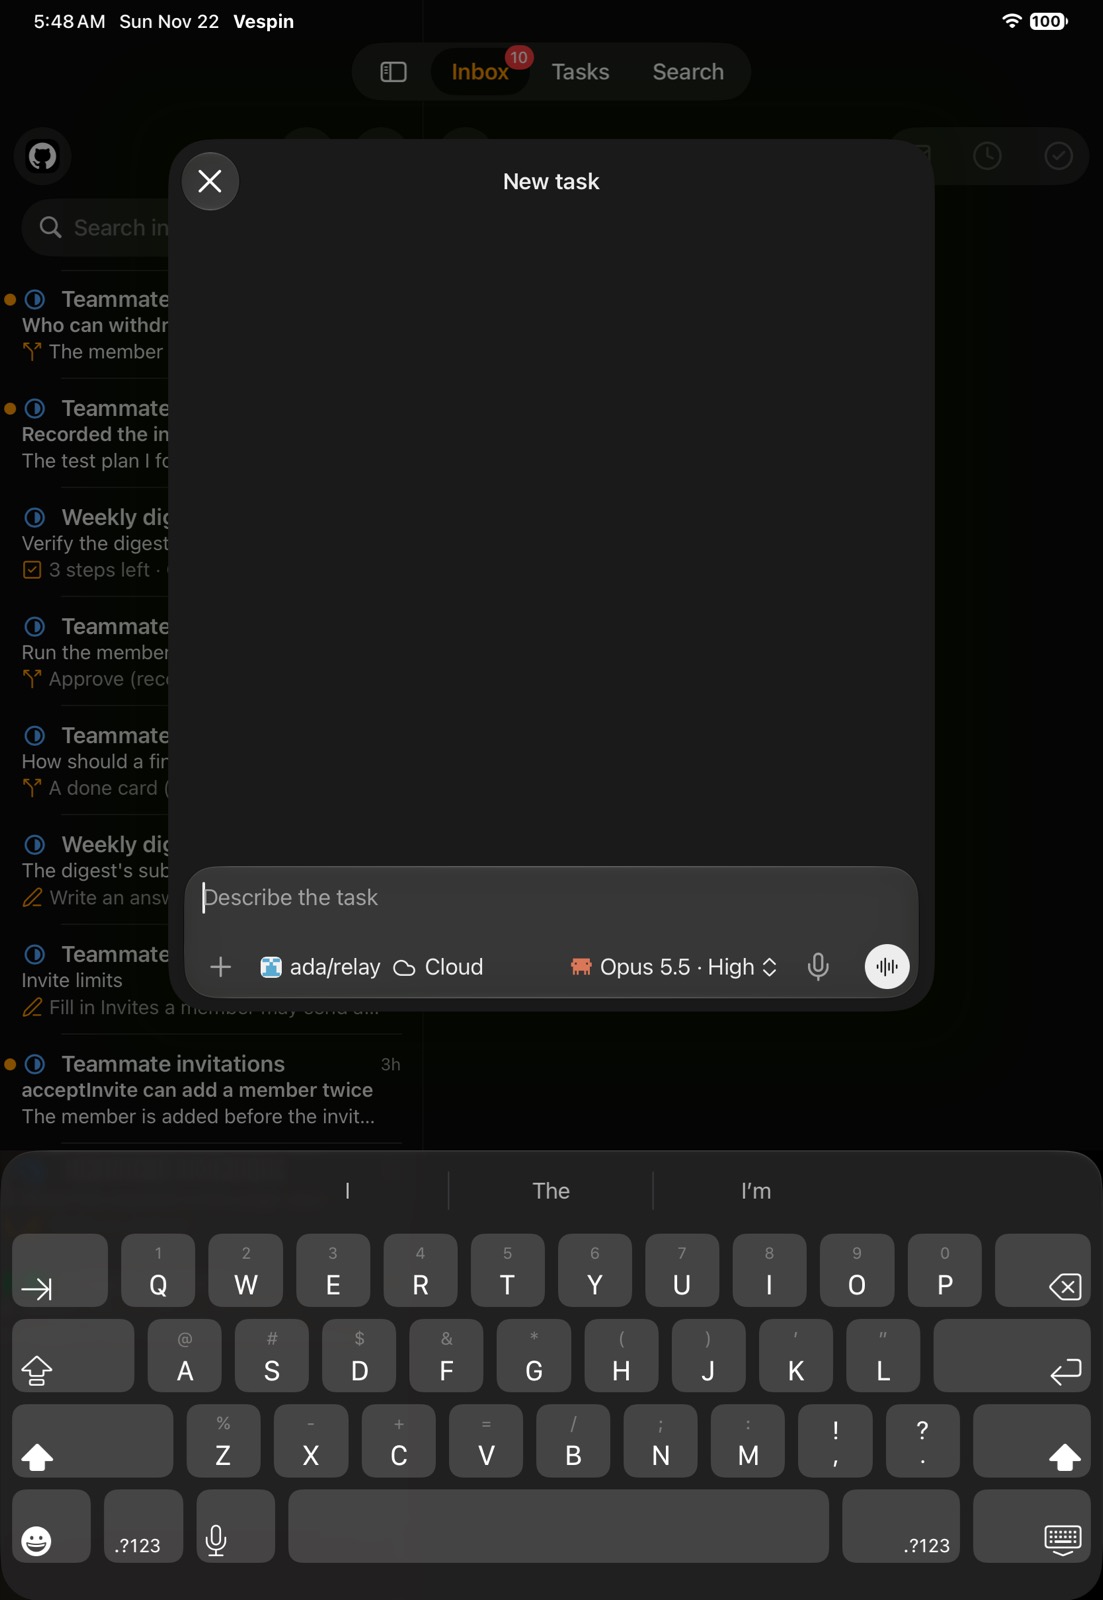 5:48 AM Sun Nov 22 Vespin
100
Inbox 10 Tasks Search
New task
Search in
Teammate
Who can withdr
The member
Teammate
Recorded the in
The test plan I fo
Weekly dig
Verify the digest
3 steps left ·
Teammate
Run the member
Approve (rec
Teammate
How should a fin
A done card (
Weekly dig
The digest's sub
Write an answ
Teammate
Invite limits
Fill in Invites a member may send a...
Describe the task
ada/relay Cloud Opus 5.5 · High
Teammate invitations 3h
acceptInvite can add a member twice
The member is added before the invit...
I The I'm
1 2 3 4 5 6 7 8 9 0
Q W E R T Y U I O P
@ # $ & * ( ) ' "
A S D F G H J K L
% - + = / ; : ! ?
Z X C V B N M , .
.?123 .?123